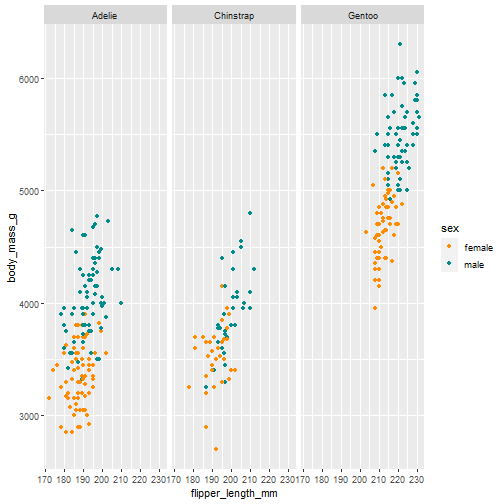 Adelie Chinstrap Gentoo
6000
5000
4000
3000
body_mass_g
170 180 190 200 210 220 230 170 180 190 200 210 220 230 170 180 190 200 210 220 230
flipper_length_mm
sex
female
male